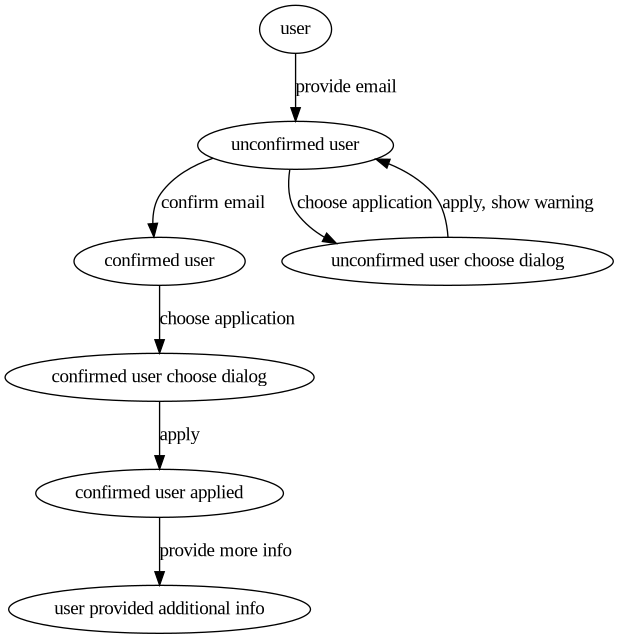 user
provide email
unconfirmed user
confirm email
choose application
apply, show warning
confirmed user
unconfirmed user choose dialog
choose application
confirmed user choose dialog
apply
confirmed user applied
provide more info
user provided additional info